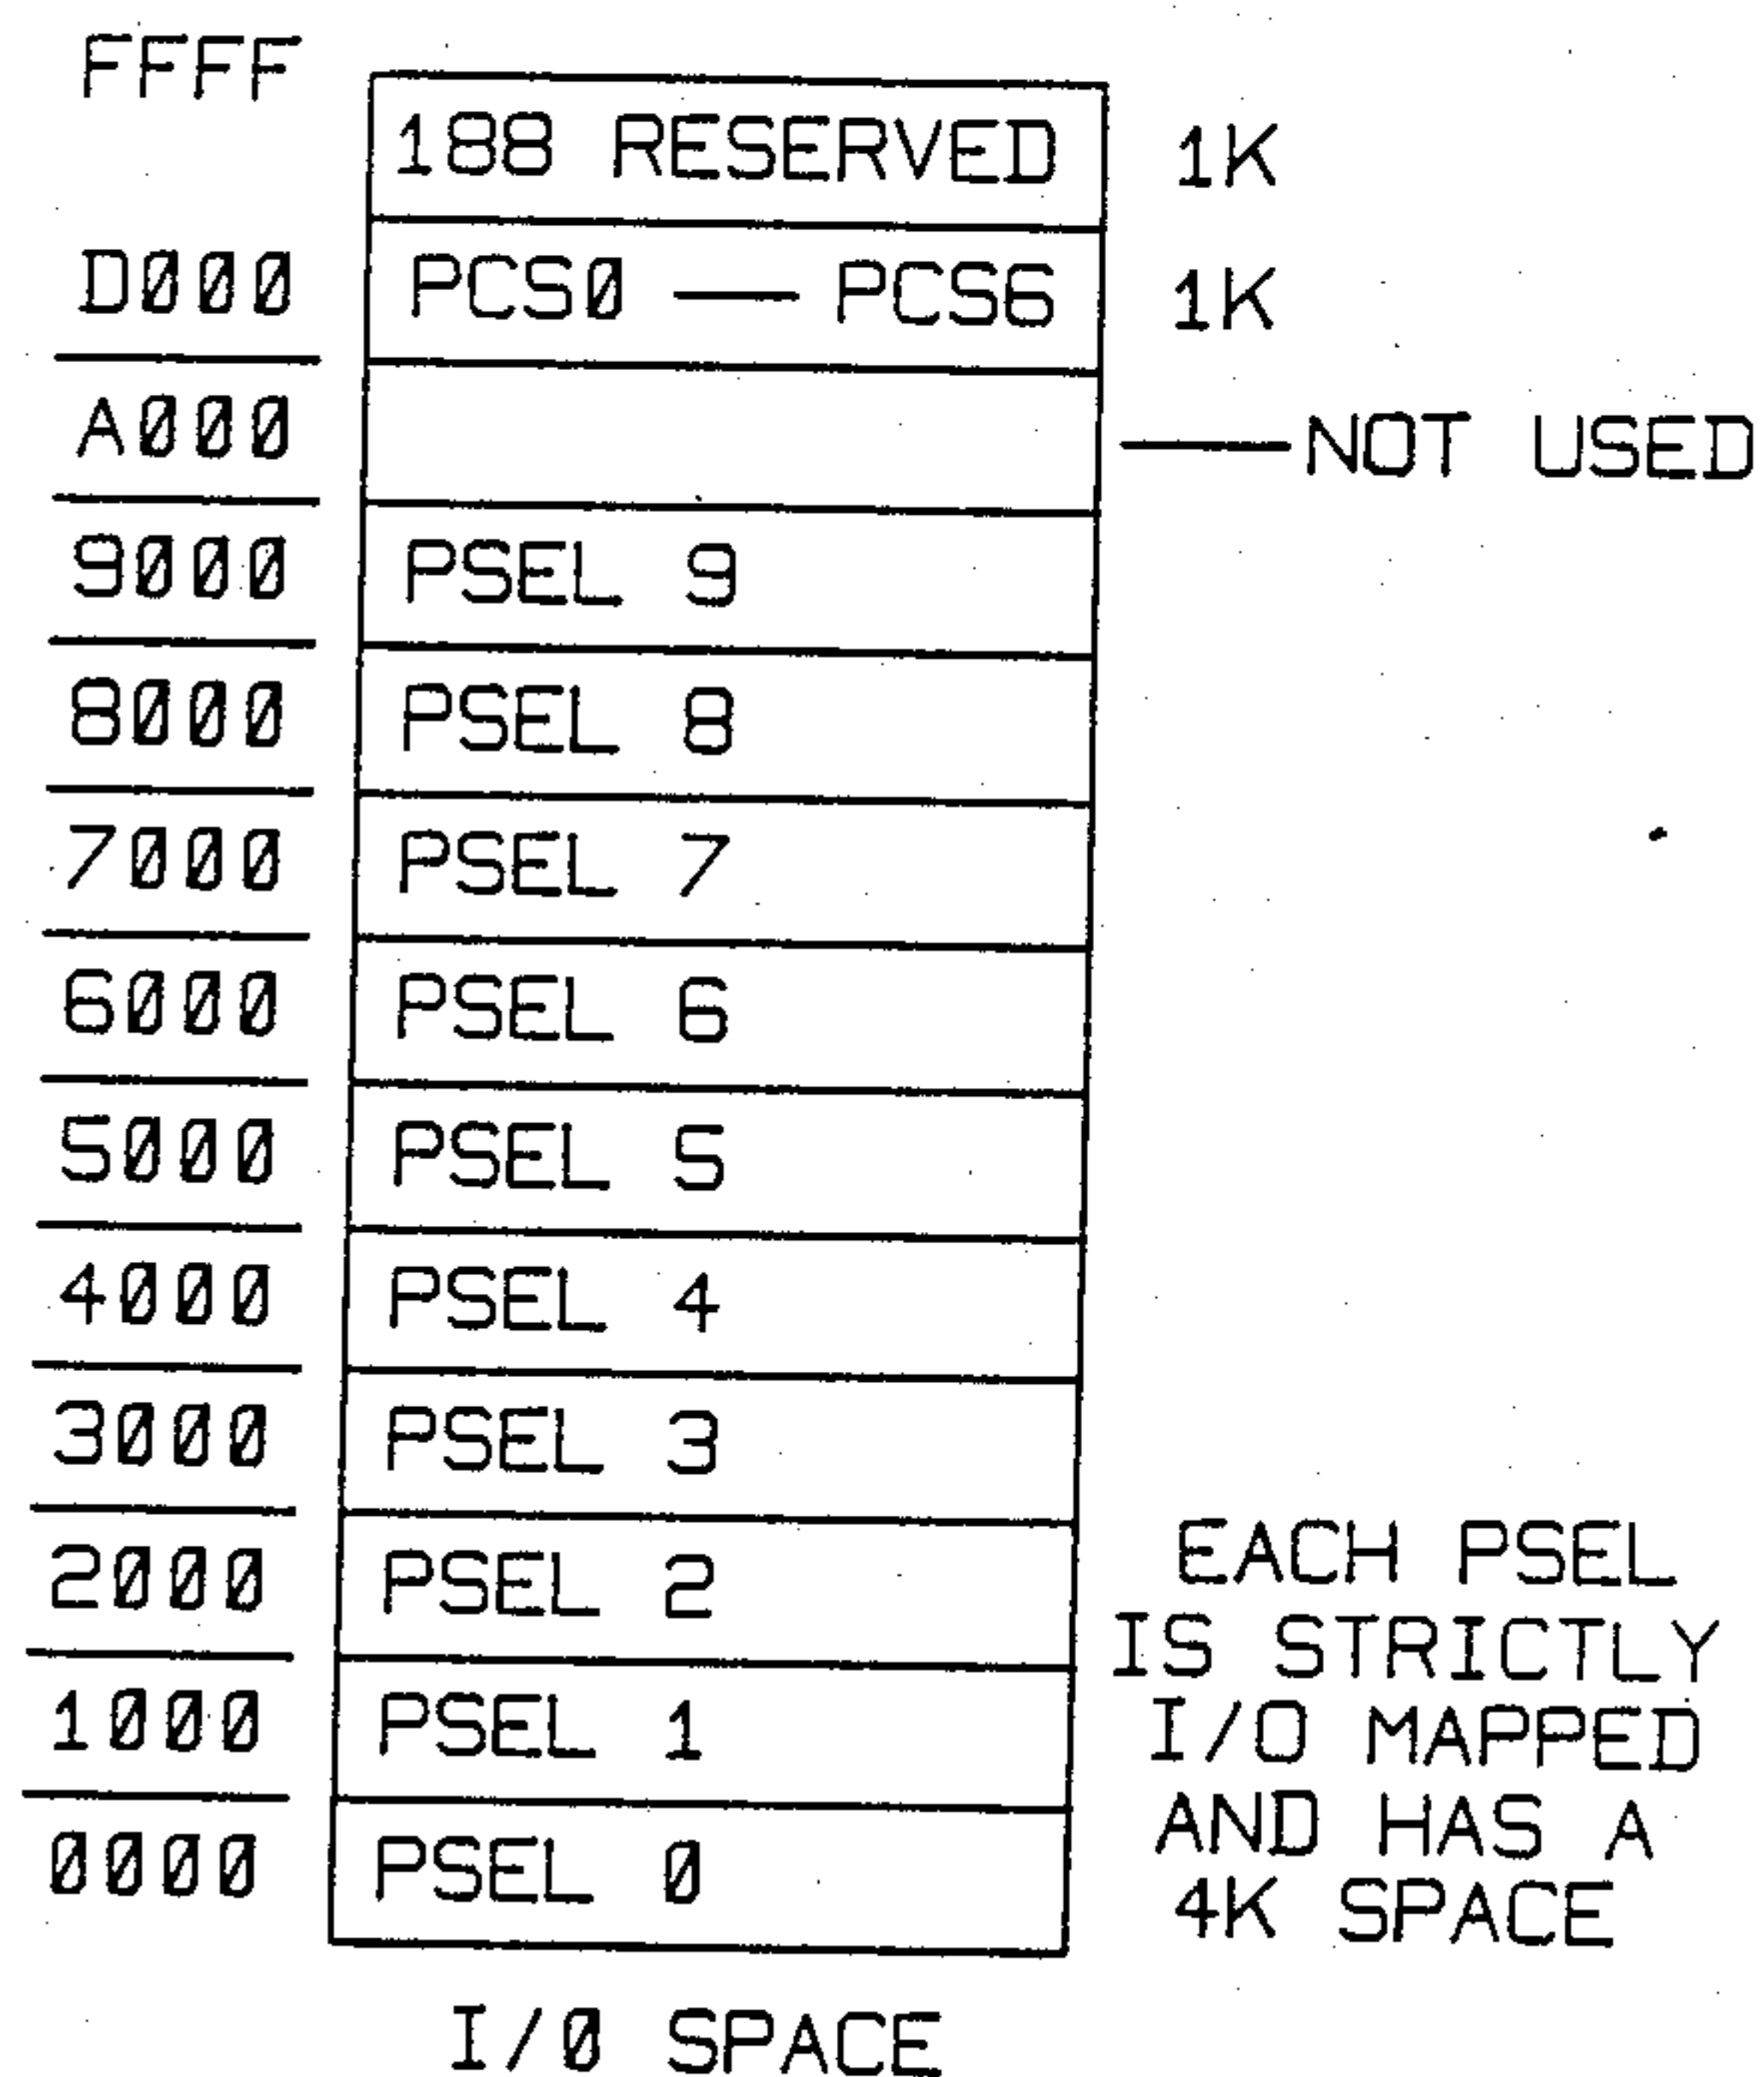 FFFF
188 RESERVED 1K
D000 PCS0 — PCS6 1K
A000 —NOT USED
9000 PSEL 9
8000 PSEL 8
7000 PSEL 7
6000 PSEL 6
5000 PSEL 5
4000 PSEL 4
3000 PSEL 3
2000 PSEL 2
1000 PSEL 1
0000 PSEL 0
EACH PSEL
IS STRICTLY
I/O MAPPED
AND HAS A
4K SPACE
I/0 SPACE